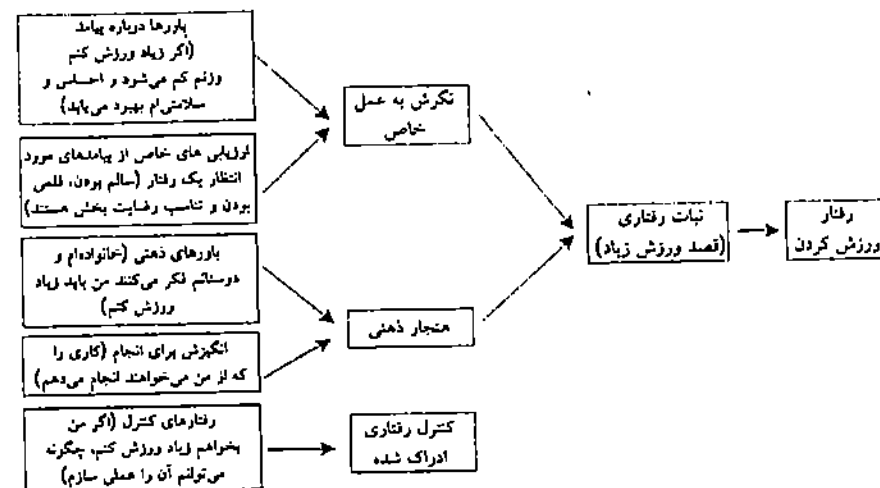 باورها درباره پیامد
(اگر زیاد ورزش کنم
وزنم کم می‌شود و احساس و
سلامتی‌ام بهبود می‌یابد)
ارزیابی های خاص از پیامدهای مورد
انتظار یک رفتار (سالم بودن، قلمی
بودن و تناسب رضایت بخش هستند)
باورهای ذهنی (خانواده‌ام و
دوستانم فکر می‌کنند من باید زیاد
ورزش کنم)
انگیزش برای انجام (کاری را
که از من می‌خواهند انجام می‌دهم)
رفتارهای کنترل (اگر من
بخواهم زیاد ورزش کنم، چگونه
می‌توانم آن را عملی سازم)
نگرش به عمل
خاص
هنجار ذهنی
کنترل رفتاری
ادراک شده
نیات رفتاری
(قصد ورزش زیاد)
رفتار
ورزش کردن